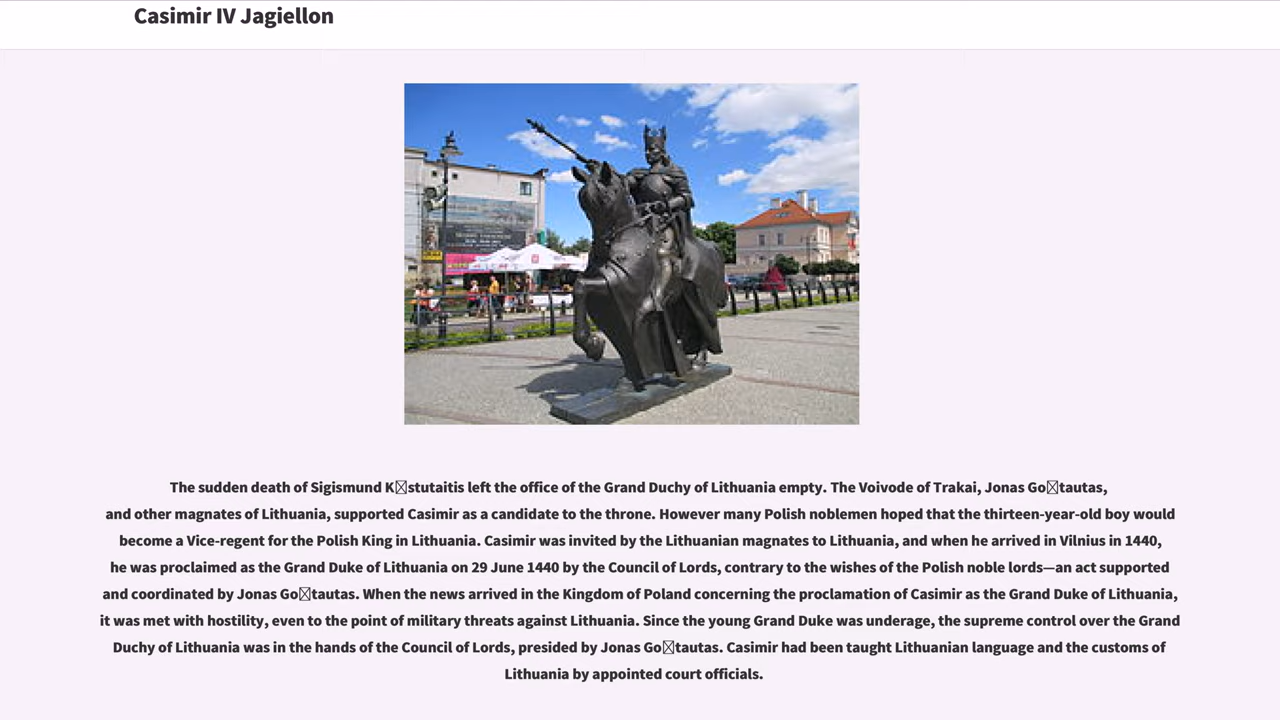 Casimir IV Jagiellon
The sudden death of Sigismund K☒stutaitis left the office of the Grand Duchy of Lithuania empty. The Voivode of Trakai, Jonas Go☒tautas,
and other magnates of Lithuania, supported Casimir as a candidate to the throne. However many Polish noblemen hoped that the thirteen-year-old boy would
become a Vice-regent for the Polish King in Lithuania. Casimir was invited by the Lithuanian magnates to Lithuania, and when he arrived in Vilnius in 1440,
he was proclaimed as the Grand Duke of Lithuania on 29 June 1440 by the Council of Lords, contrary to the wishes of the Polish noble lords—an act supported
and coordinated by Jonas Go☒tautas. When the news arrived in the Kingdom of Poland concerning the proclamation of Casimir as the Grand Duke of Lithuania,
it was met with hostility, even to the point of military threats against Lithuania. Since the young Grand Duke was underage, the supreme control over the Grand
Duchy of Lithuania was in the hands of the Council of Lords, presided by Jonas Go☒tautas. Casimir had been taught Lithuanian language and the customs of
Lithuania by appointed court officials.